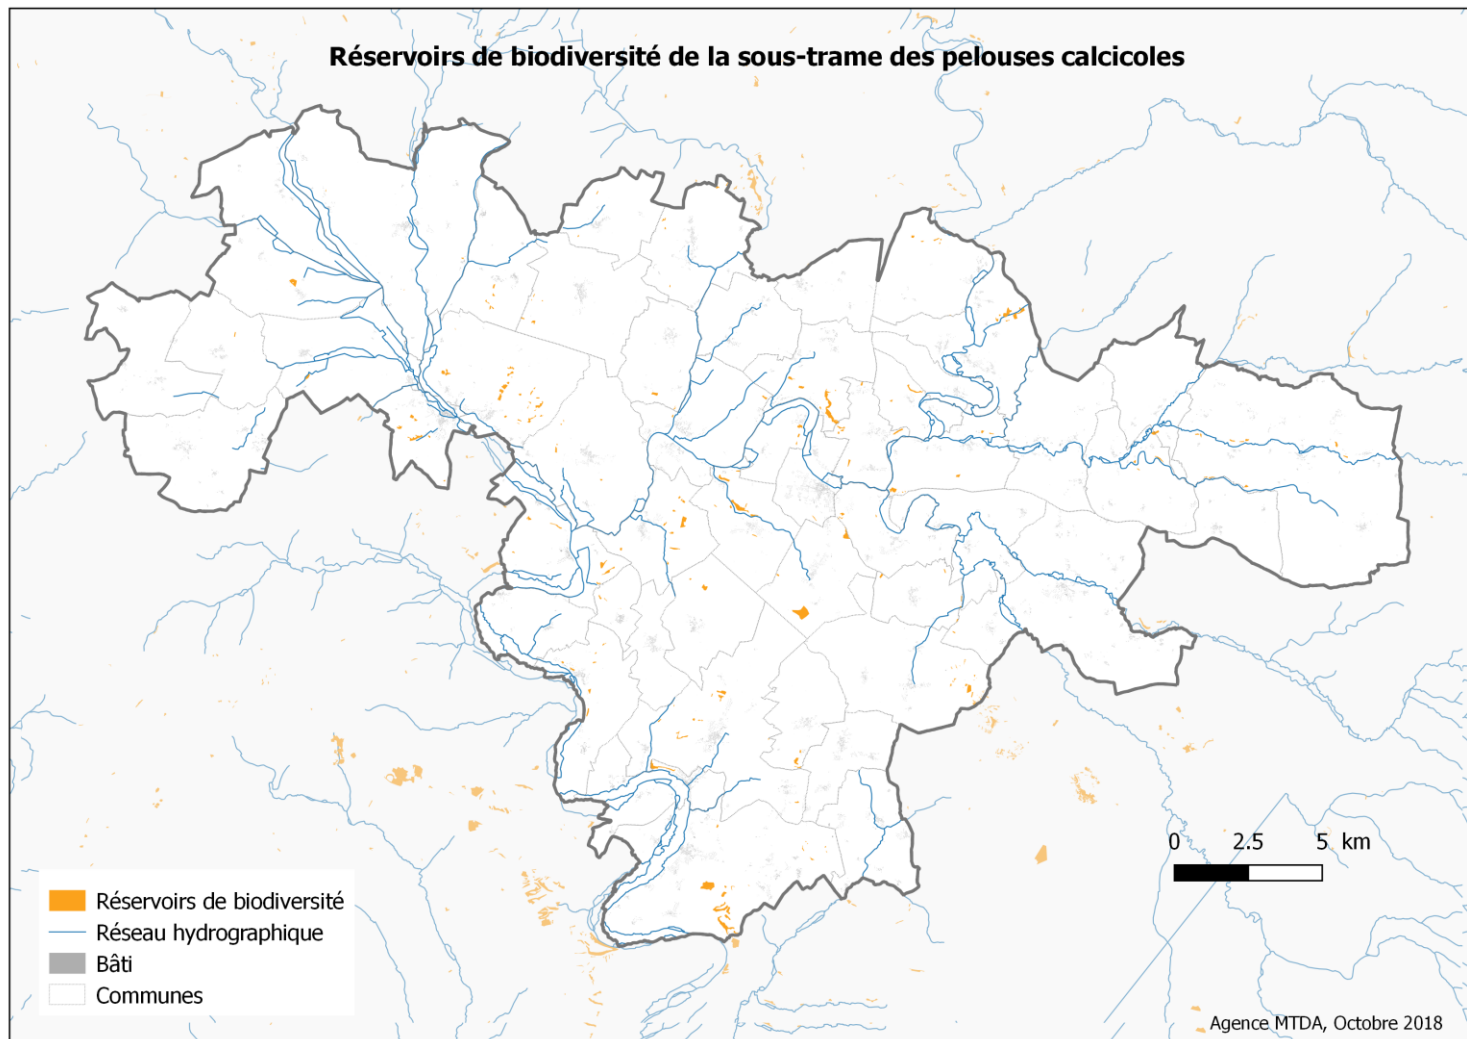 Réservoirs de biodiversité de la sous-trame des pelouses calcicoles
0 2.5 5 km
Réservoirs de biodiversité
Réseau hydrographique
Bâti
Communes
Agence MTDA, Octobre 2018